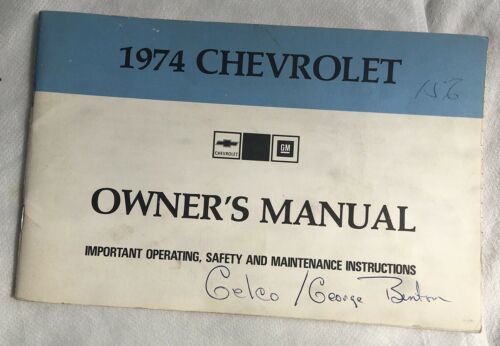 1974 CHEVROLET
CHEVROLET
GM
OWNER'S MANUAL
IMPORTANT OPERATING, SAFETY AND MAINTENANCE INSTRUCTIONS
Gelco / George Benton